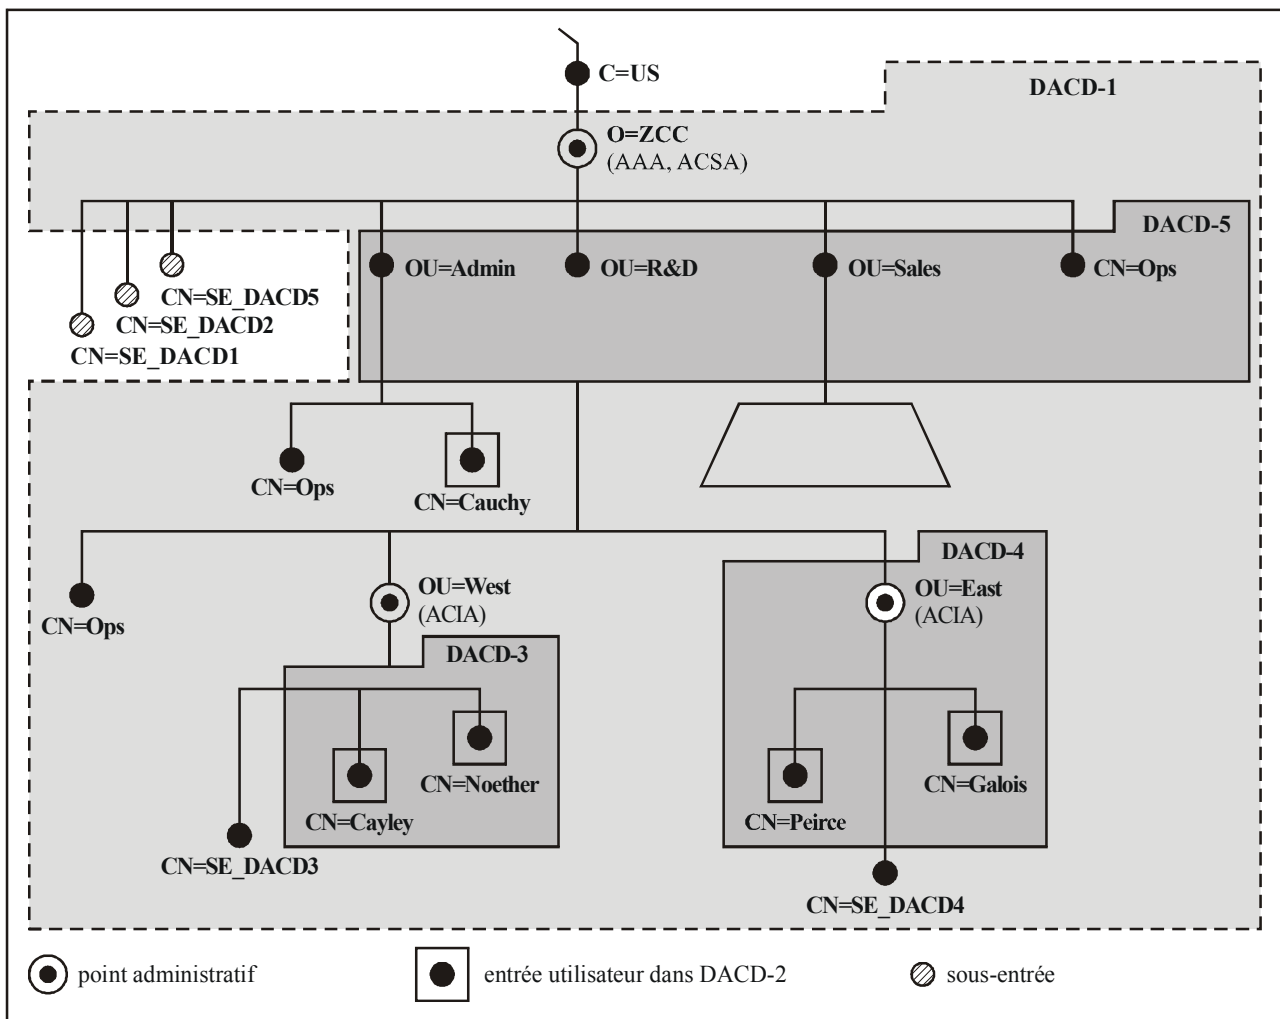 C=US
DACD-1
O=ZCC
(AAA, ACSA)
DACD-5
OU=Admin
OU=R&D
OU=Sales
CN=Ops
CN=SE_DACD5
CN=SE_DACD2
CN=SE_DACD1
CN=Ops
CN=Cauchy
DACD-4
OU=West
(ACIA)
OU=East
(ACIA)
CN=Ops
DACD-3
CN=Noether
CN=Galois
CN=Cayley
CN=Peirce
CN=SE_DACD3
CN=SE_DACD4
point administratif
entrée utilisateur dans DACD-2
sous-entrée